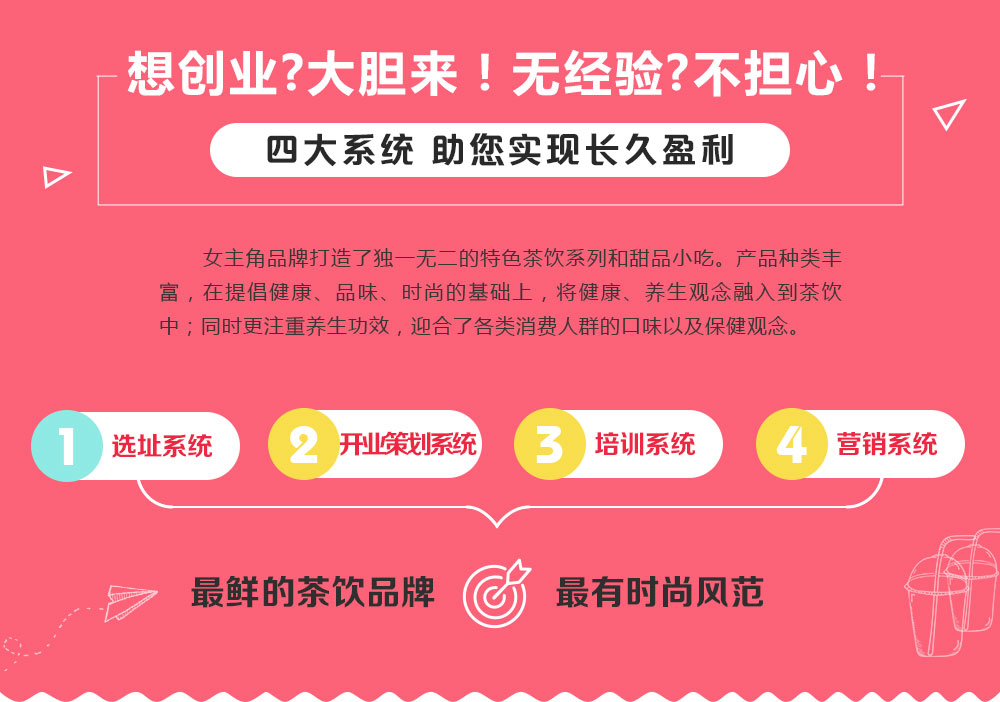 想创业?大胆来！无经验?不担心！
四大系统 助您实现长久盈利
女主角品牌打造了独一无二的特色茶饮系列和甜品小吃。产品种类丰
富，在提倡健康、品味、时尚的基础上，将健康、养生观念融入到茶饮
中；同时更注重养生功效，迎合了各类消费人群的口味以及保健观念。
1 选址系统
2 开业策划系统
3 培训系统
4 营销系统
最鲜的茶饮品牌 最有时尚风范